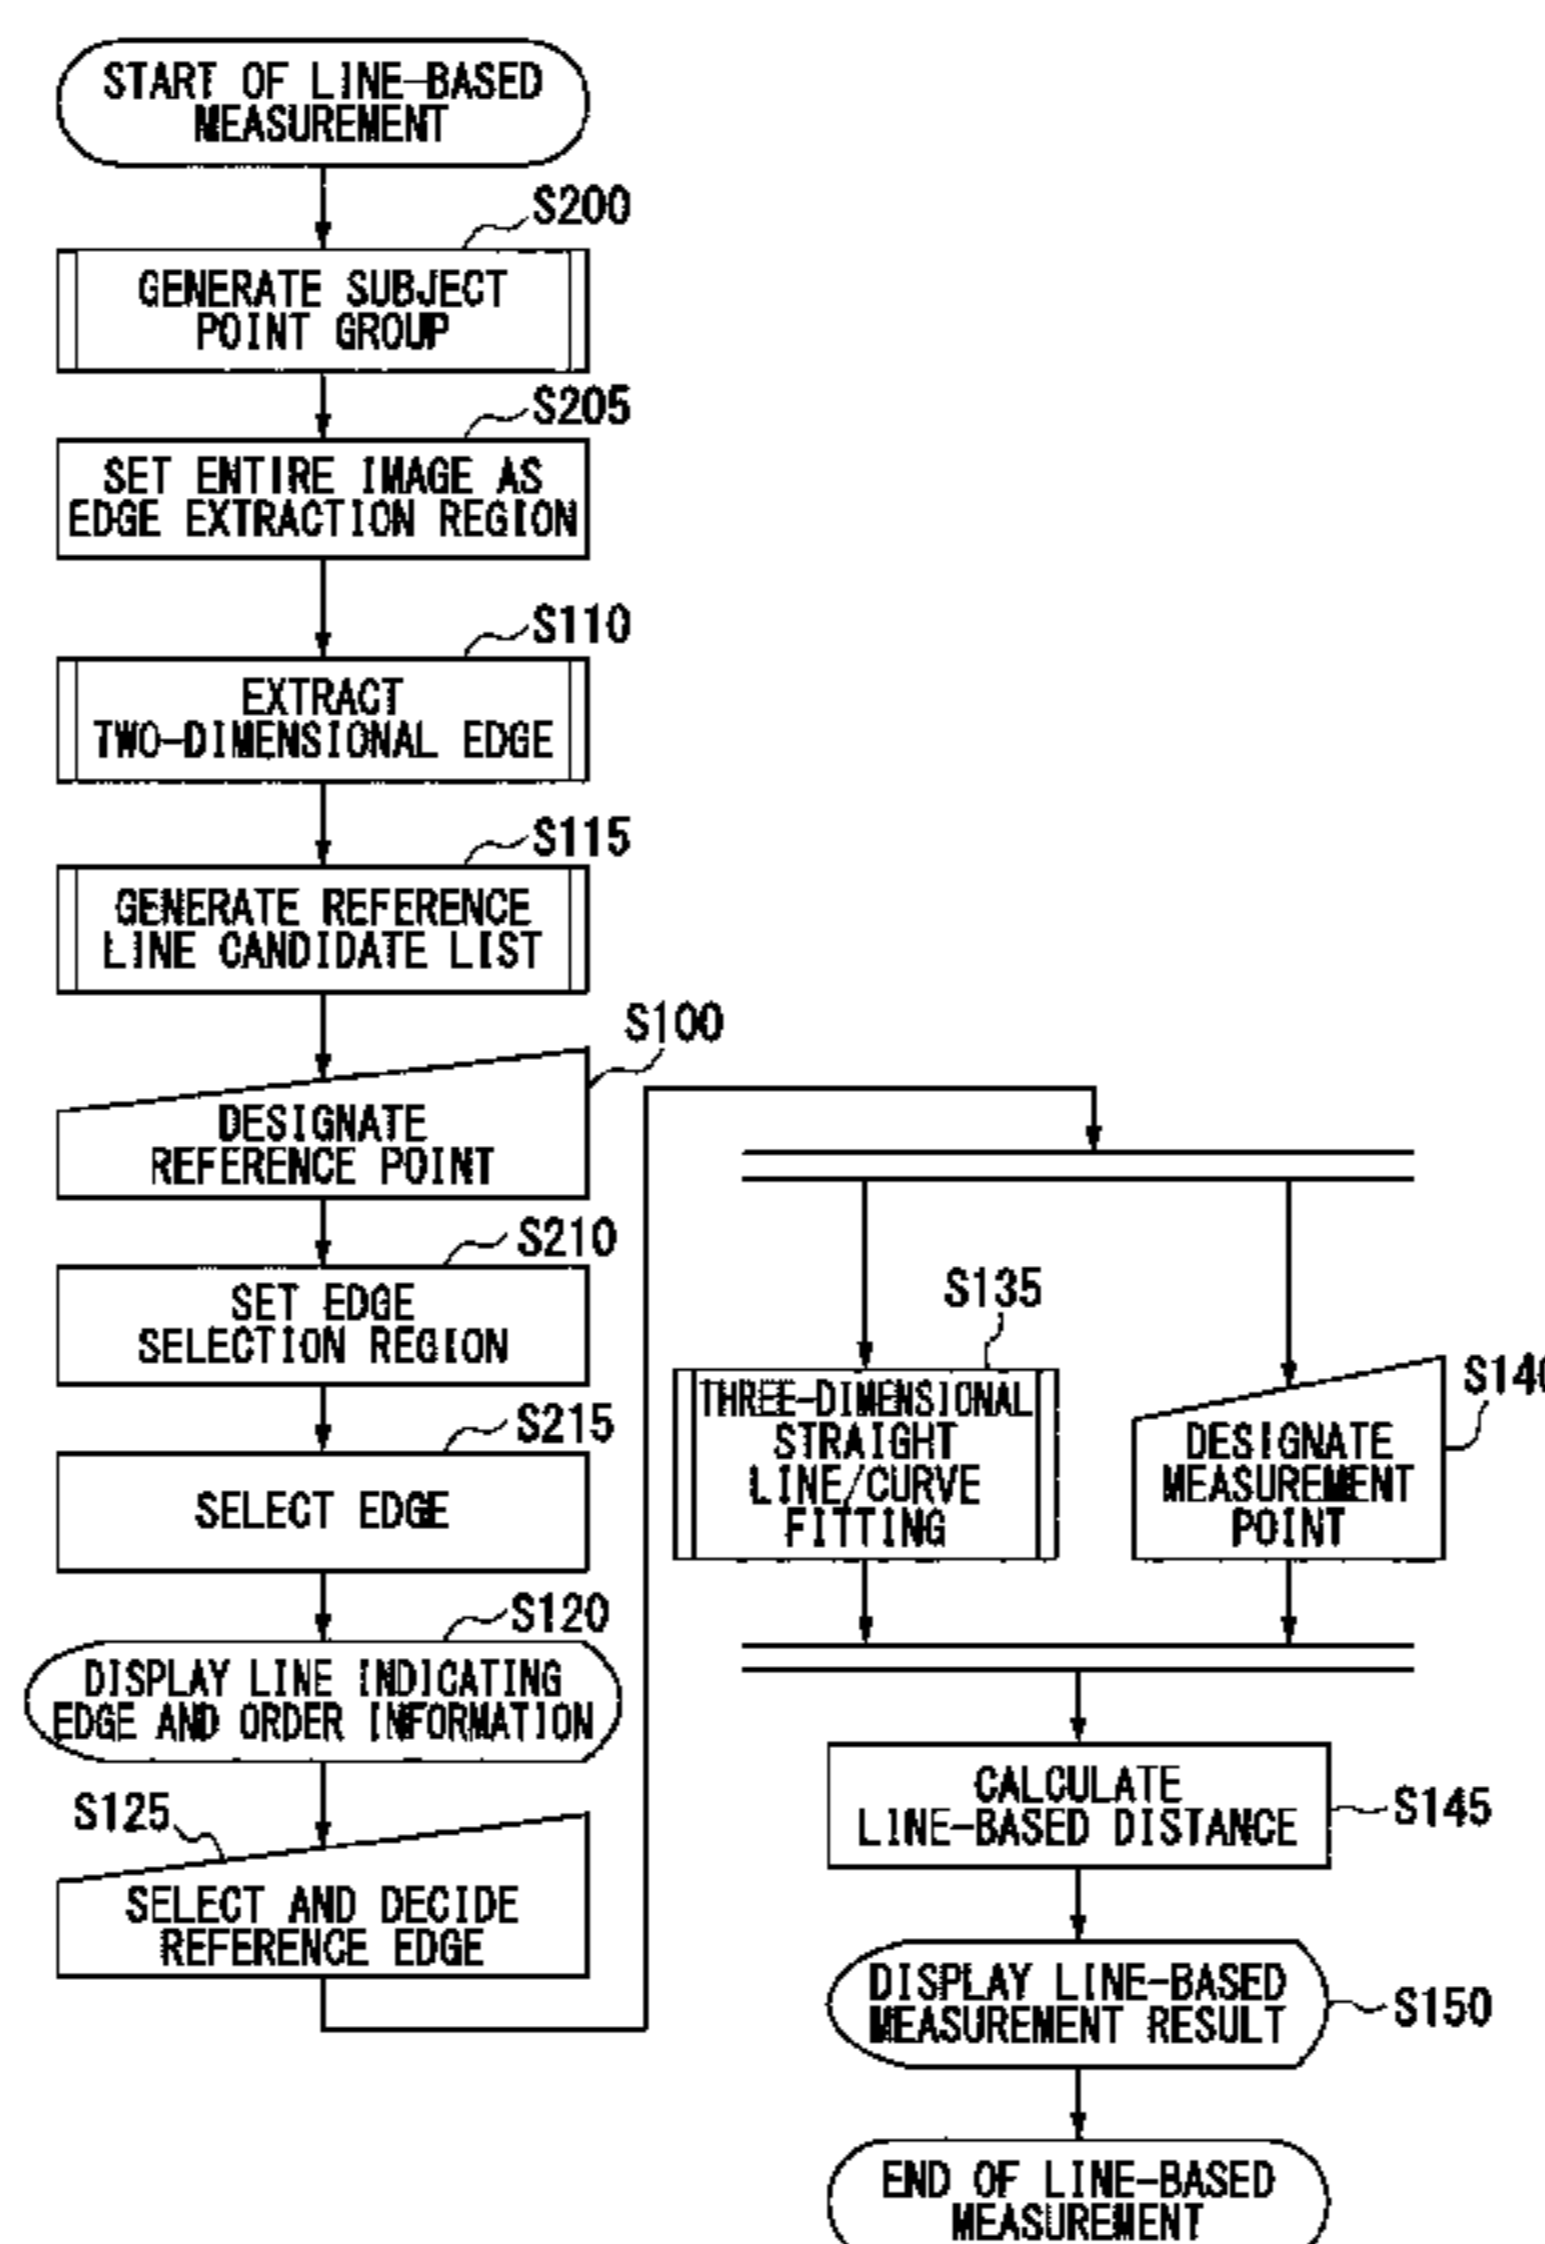 START OF LINE-BASED
MEASUREMENT
S200
GENERATE SUBJECT
POINT GROUP
S205
SET ENTIRE IMAGE AS
EDGE EXTRACTION REGION
S110
EXTRACT
TWO-DIMENSIONAL EDGE
S115
GENERATE REFERENCE
LINE CANDIDATE LIST
S100
DESIGNATE
REFERENCE POINT
S210
SET EDGE
SELECTION REGION
S215
SELECT EDGE
S120
DISPLAY LINE INDICATING
EDGE AND ORDER INFORMATION
S125
SELECT AND DECIDE
REFERENCE EDGE
S135
THREE-DIMENSIONAL
STRAIGHT
LINE/CURVE
FITTING
S140
DESIGNATE
MEASUREMENT
POINT
CALCULATE
LINE-BASED DISTANCE
S145
DISPLAY LINE-BASED
MEASUREMENT RESULT
S150
END OF LINE-BASED
MEASUREMENT